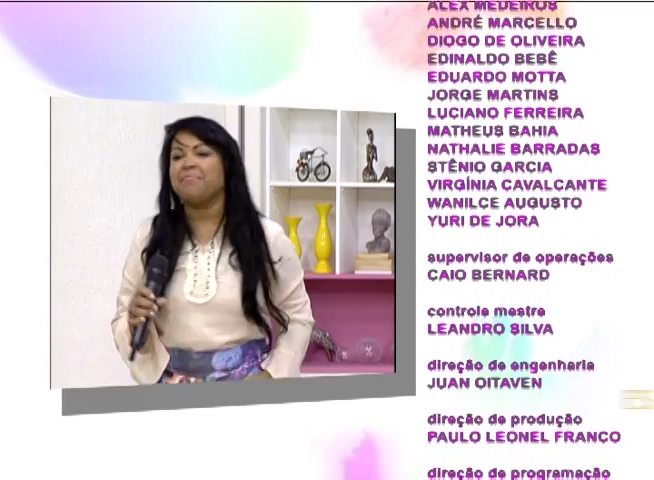 ALEX MEDEIROS
ANDRÉ MARCELLO
DIOGO DE OLIVEIRA
EDINALDO BEBÊ
EDUARDO MOTTA
JORGE MARTINS
LUCIANO FERREIRA
MATHEUS BAHIA
NATHALIE BARRADAS
STÊNIO GARCIA
VIRGÍNIA CAVALCANTE
WANILCE AUGUSTO
YURI DE JORA
supervisor de operações
CAIO BERNARD
controle mestre
LEANDRO SILVA
direção de engenharia
JUAN OITAVEN
direção de produção
PAULO LEONEL FRANCO
direção de programação